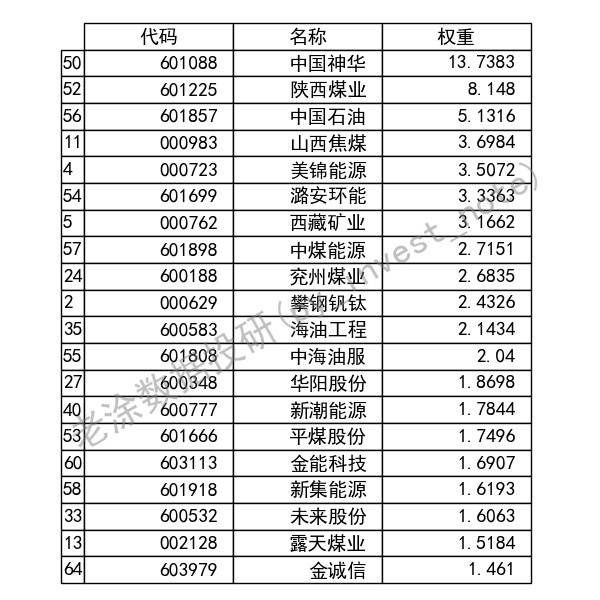 代码 名称 权重
50 601088 中国神华 13.7383
52 601225 陕西煤业 8.148
56 601857 中国石油 5.1316
11 000983 山西焦煤 3.6984
4 000723 美锦能源 3.5072
54 601699 潞安环能 3.3363
5 000762 西藏矿业 3.1662
57 601898 中煤能源 2.7151
24 600188 兖州煤业 2.6835
2 000629 攀钢钒钛 2.4326
35 600583 海油工程 2.1434
55 601808 中海油服 2.04
27 600348 华阳股份 1.8698
40 600777 新潮能源 1.7844
53 601666 平煤股份 1.7496
60 603113 金能科技 1.6907
58 601918 新集能源 1.6193
33 600532 未来股份 1.6063
13 002128 露天煤业 1.5184
64 603979 金诚信 1.461
老涂数据投研(py_invest_note)